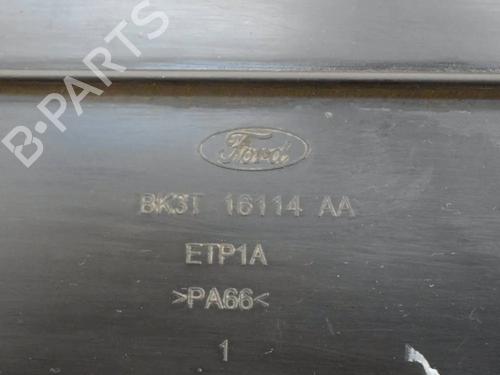 B-PARTS
Ford
BK3T 16114 AA
ETP1A
>PA66<
1